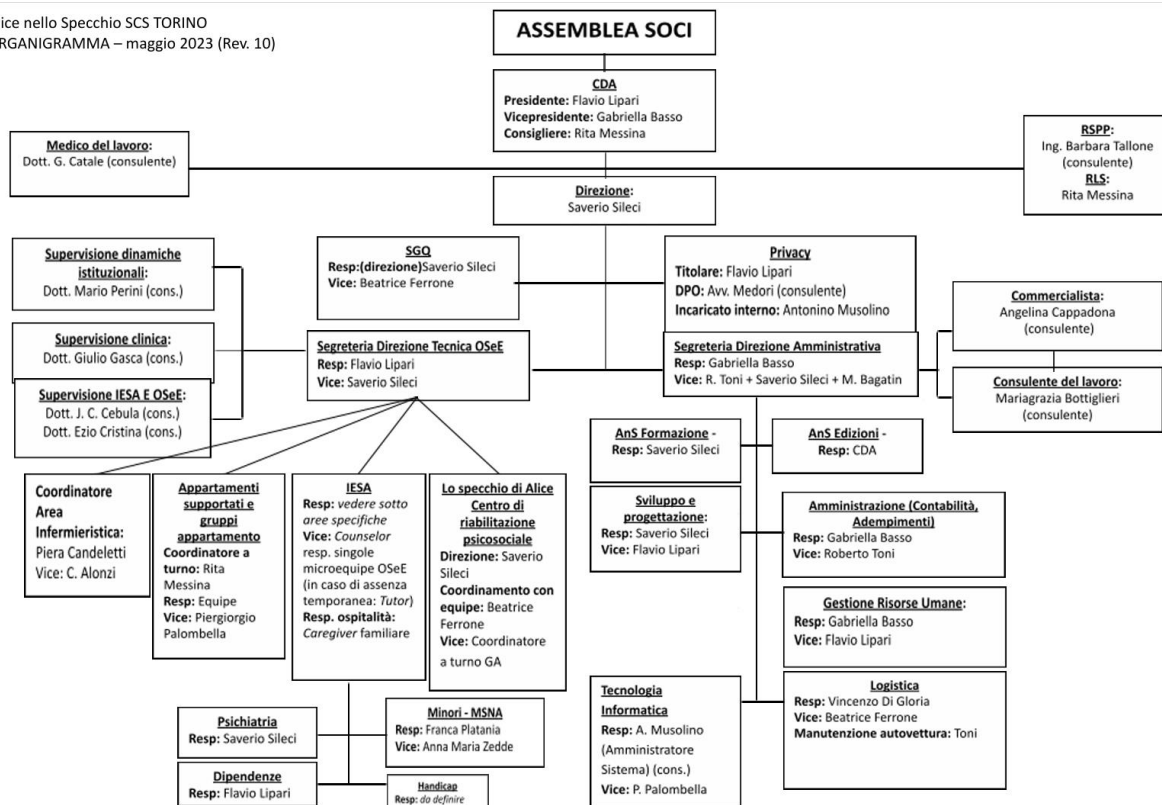 ice nello Specchio SCS TORINO
RGANIGRAMMA – maggio 2023 (Rev. 10)
ASSEMBLEA SOCI
CDA
Presidente: Flavio Lipari
Vicepresidente: Gabriella Basso
Consigliere: Rita Messina
Medico del lavoro:
Dott. G. Catale (consulente)
RSPP:
Ing. Barbara Tallone
(consulente)
RLS:
Rita Messina
Direzione:
Saverio Sileci
Supervisione dinamiche
istituzionali:
Dott. Mario Perini (cons.)
SGQ
Resp:(direzione)Saverio Sileci
Vice: Beatrice Ferrone
Privacy
Titolare: Flavio Lipari
DPO: Avv. Medori (consulente)
Incaricato interno: Antonino Musolino
Commercialista:
Angelina Cappadona
(consulente)
Supervisione clinica:
Dott. Giulio Gasca (cons.)
Segreteria Direzione Tecnica OSeE
Resp: Flavio Lipari
Vice: Saverio Sileci
Segreteria Direzione Amministrativa
Resp: Gabriella Basso
Vice: R. Toni + Saverio Sileci + M. Bagatin
Consulente del lavoro:
Mariagrazia Bottiglieri
(consulente)
Supervisione IESA E OSeE:
Dott. J. C. Cebula (cons.)
Dott. Ezio Cristina (cons.)
AnS Formazione -
Resp: Saverio Sileci
AnS Edizioni -
Resp: CDA
Coordinatore
Area
Infermieristica:
Piera Candeletti
Vice: C. Alonzi
Appartamenti
supportati e
gruppi
appartamento
Coordinatore a
turno: Rita
Messina
Resp: Equipe
Vice: Piergiorgio
Palombella
IESA
Resp: vedere sotto
aree specifiche
Vice: Counselor
resp. singole
microequipe OSeE
(in caso di assenza
temporanea: Tutor)
Resp. ospitalità:
Caregiver familiare
Lo specchio di Alice
Centro di
riabilitazione
psicosociale
Direzione: Saverio
Sileci
Coordinamento con
equipe: Beatrice
Ferrone
Vice: Coordinatore
a turno GA
Sviluppo e
progettazione:
Resp: Saverio Sileci
Vice: Flavio Lipari
Amministrazione (Contabilità,
Adempimenti)
Resp: Gabriella Basso
Vice: Roberto Toni
Gestione Risorse Umane:
Resp: Gabriella Basso
Vice: Flavio Lipari
Tecnologia
Informatica
Resp: A. Musolino
(Amministratore
Sistema) (cons.)
Vice: P. Palombella
Logistica
Resp: Vincenzo Di Gloria
Vice: Beatrice Ferrone
Manutenzione autovettura: Toni
Psichiatria
Resp: Saverio Sileci
Minori - MSNA
Resp: Franca Platania
Vice: Anna Maria Zedde
Dipendenze
Resp: Flavio Lipari
Handicap
Resp: da definire